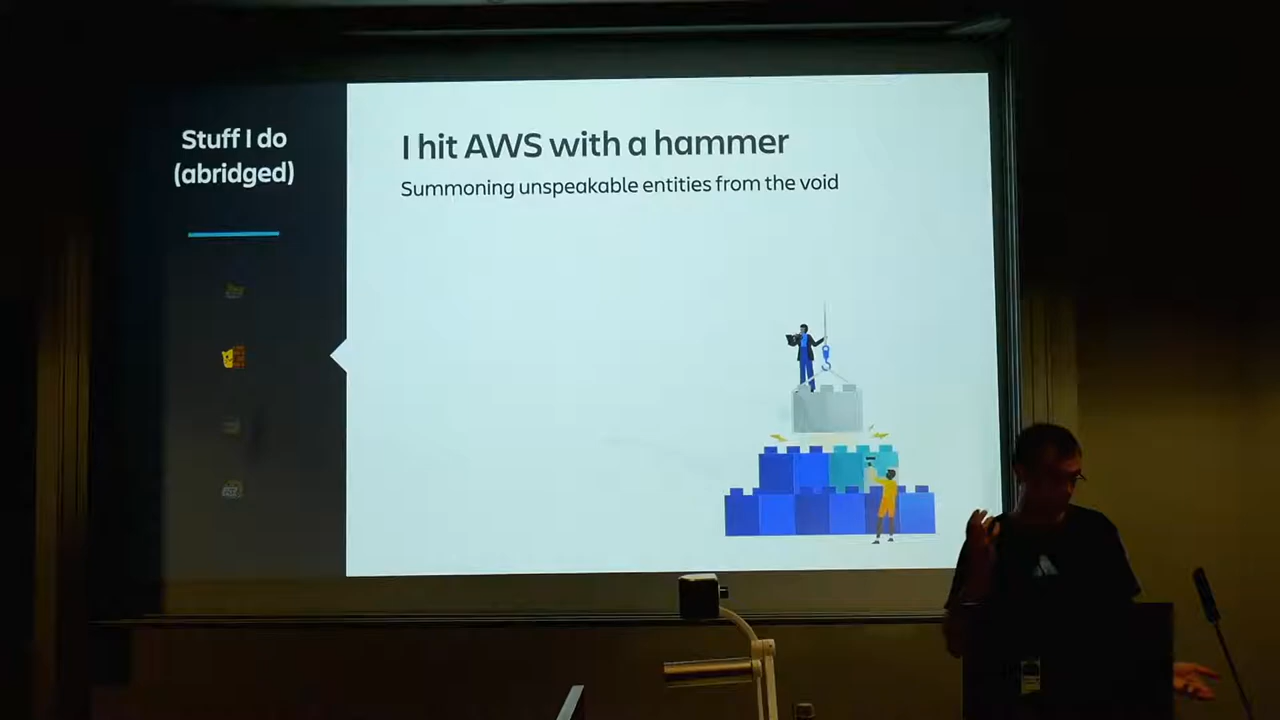 Stuff I do
(abridged)
I hit AWS with a hammer
Summoning unspeakable entities from the void